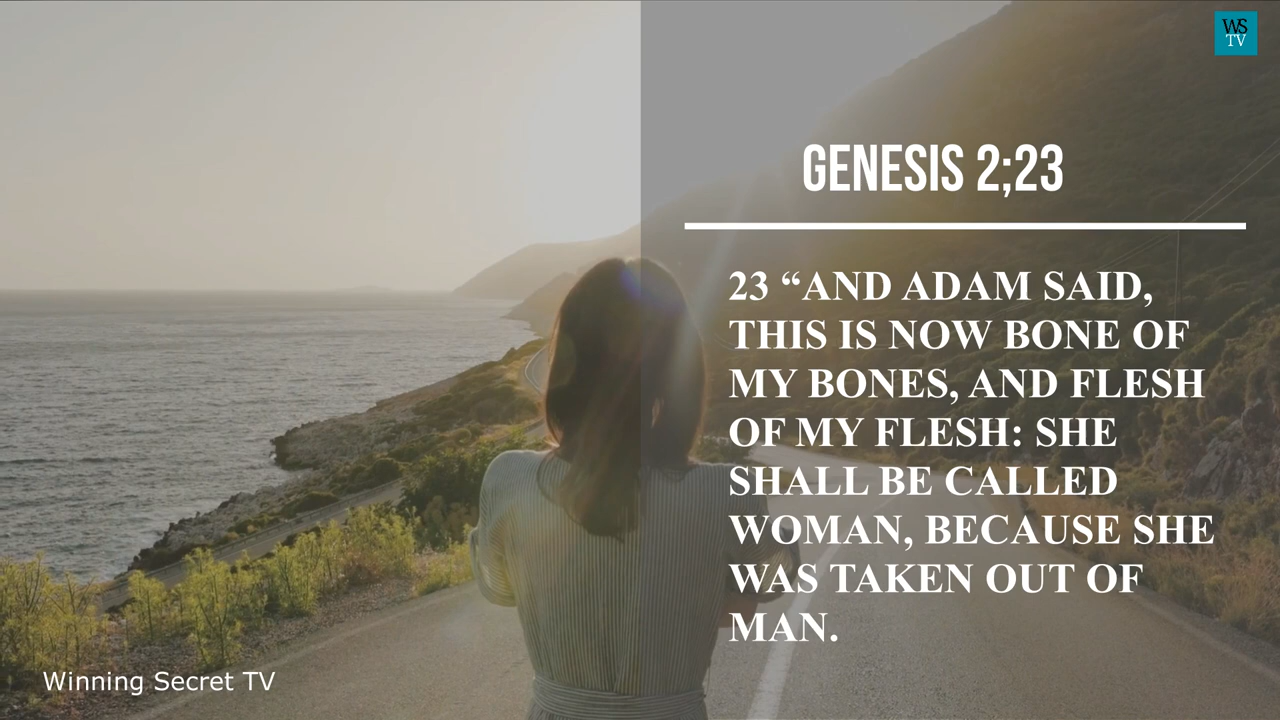 WS
TV
GENESIS 2;23
23 “AND ADAM SAID,
THIS IS NOW BONE OF
MY BONES, AND FLESH
OF MY FLESH: SHE
SHALL BE CALLED
WOMAN, BECAUSE SHE
WAS TAKEN OUT OF
MAN.
Winning Secret TV